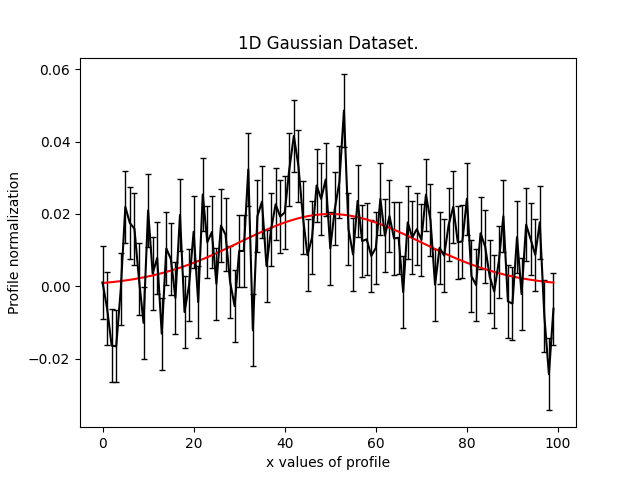 1D Gaussian Dataset.
0.06
0.04
0.02
0.00
−0.02
Profile normalization
0 20 40 60 80 100
x values of profile